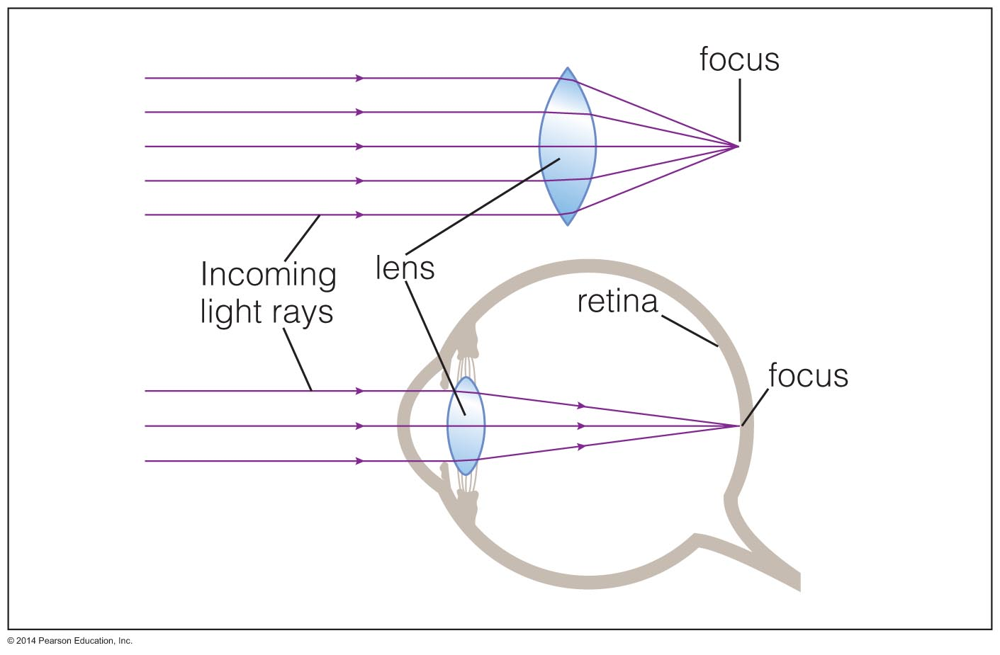 focus
Incoming
light rays
lens
retina
focus
© 2014 Pearson Education, Inc.